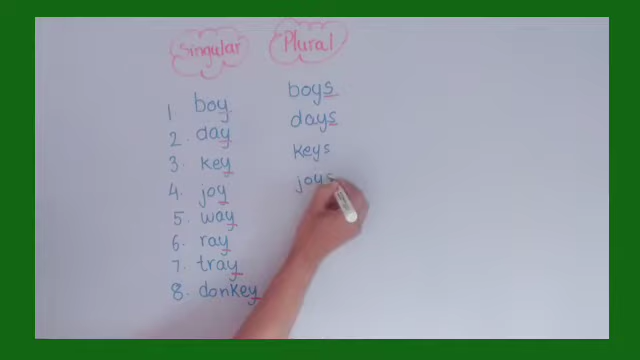 Singular Plural
1 boy boys
2. day days
3. key keys
4. joy joys
5. way
6. ray
7. tray
8. donkey